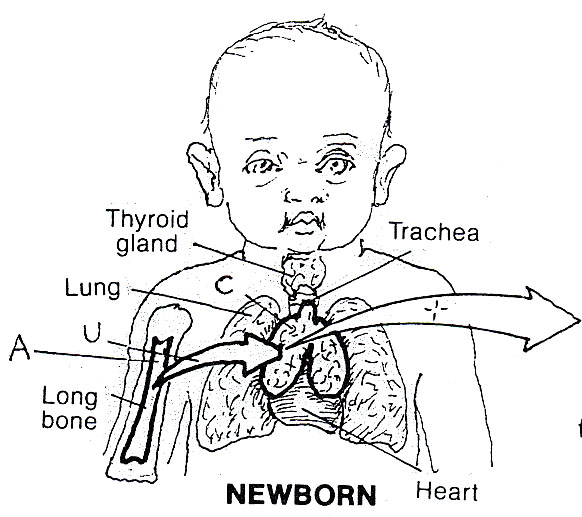 Thyroid
gland
Trachea
Lung
C
+
U
A
Long
bone
NEWBORN
Heart